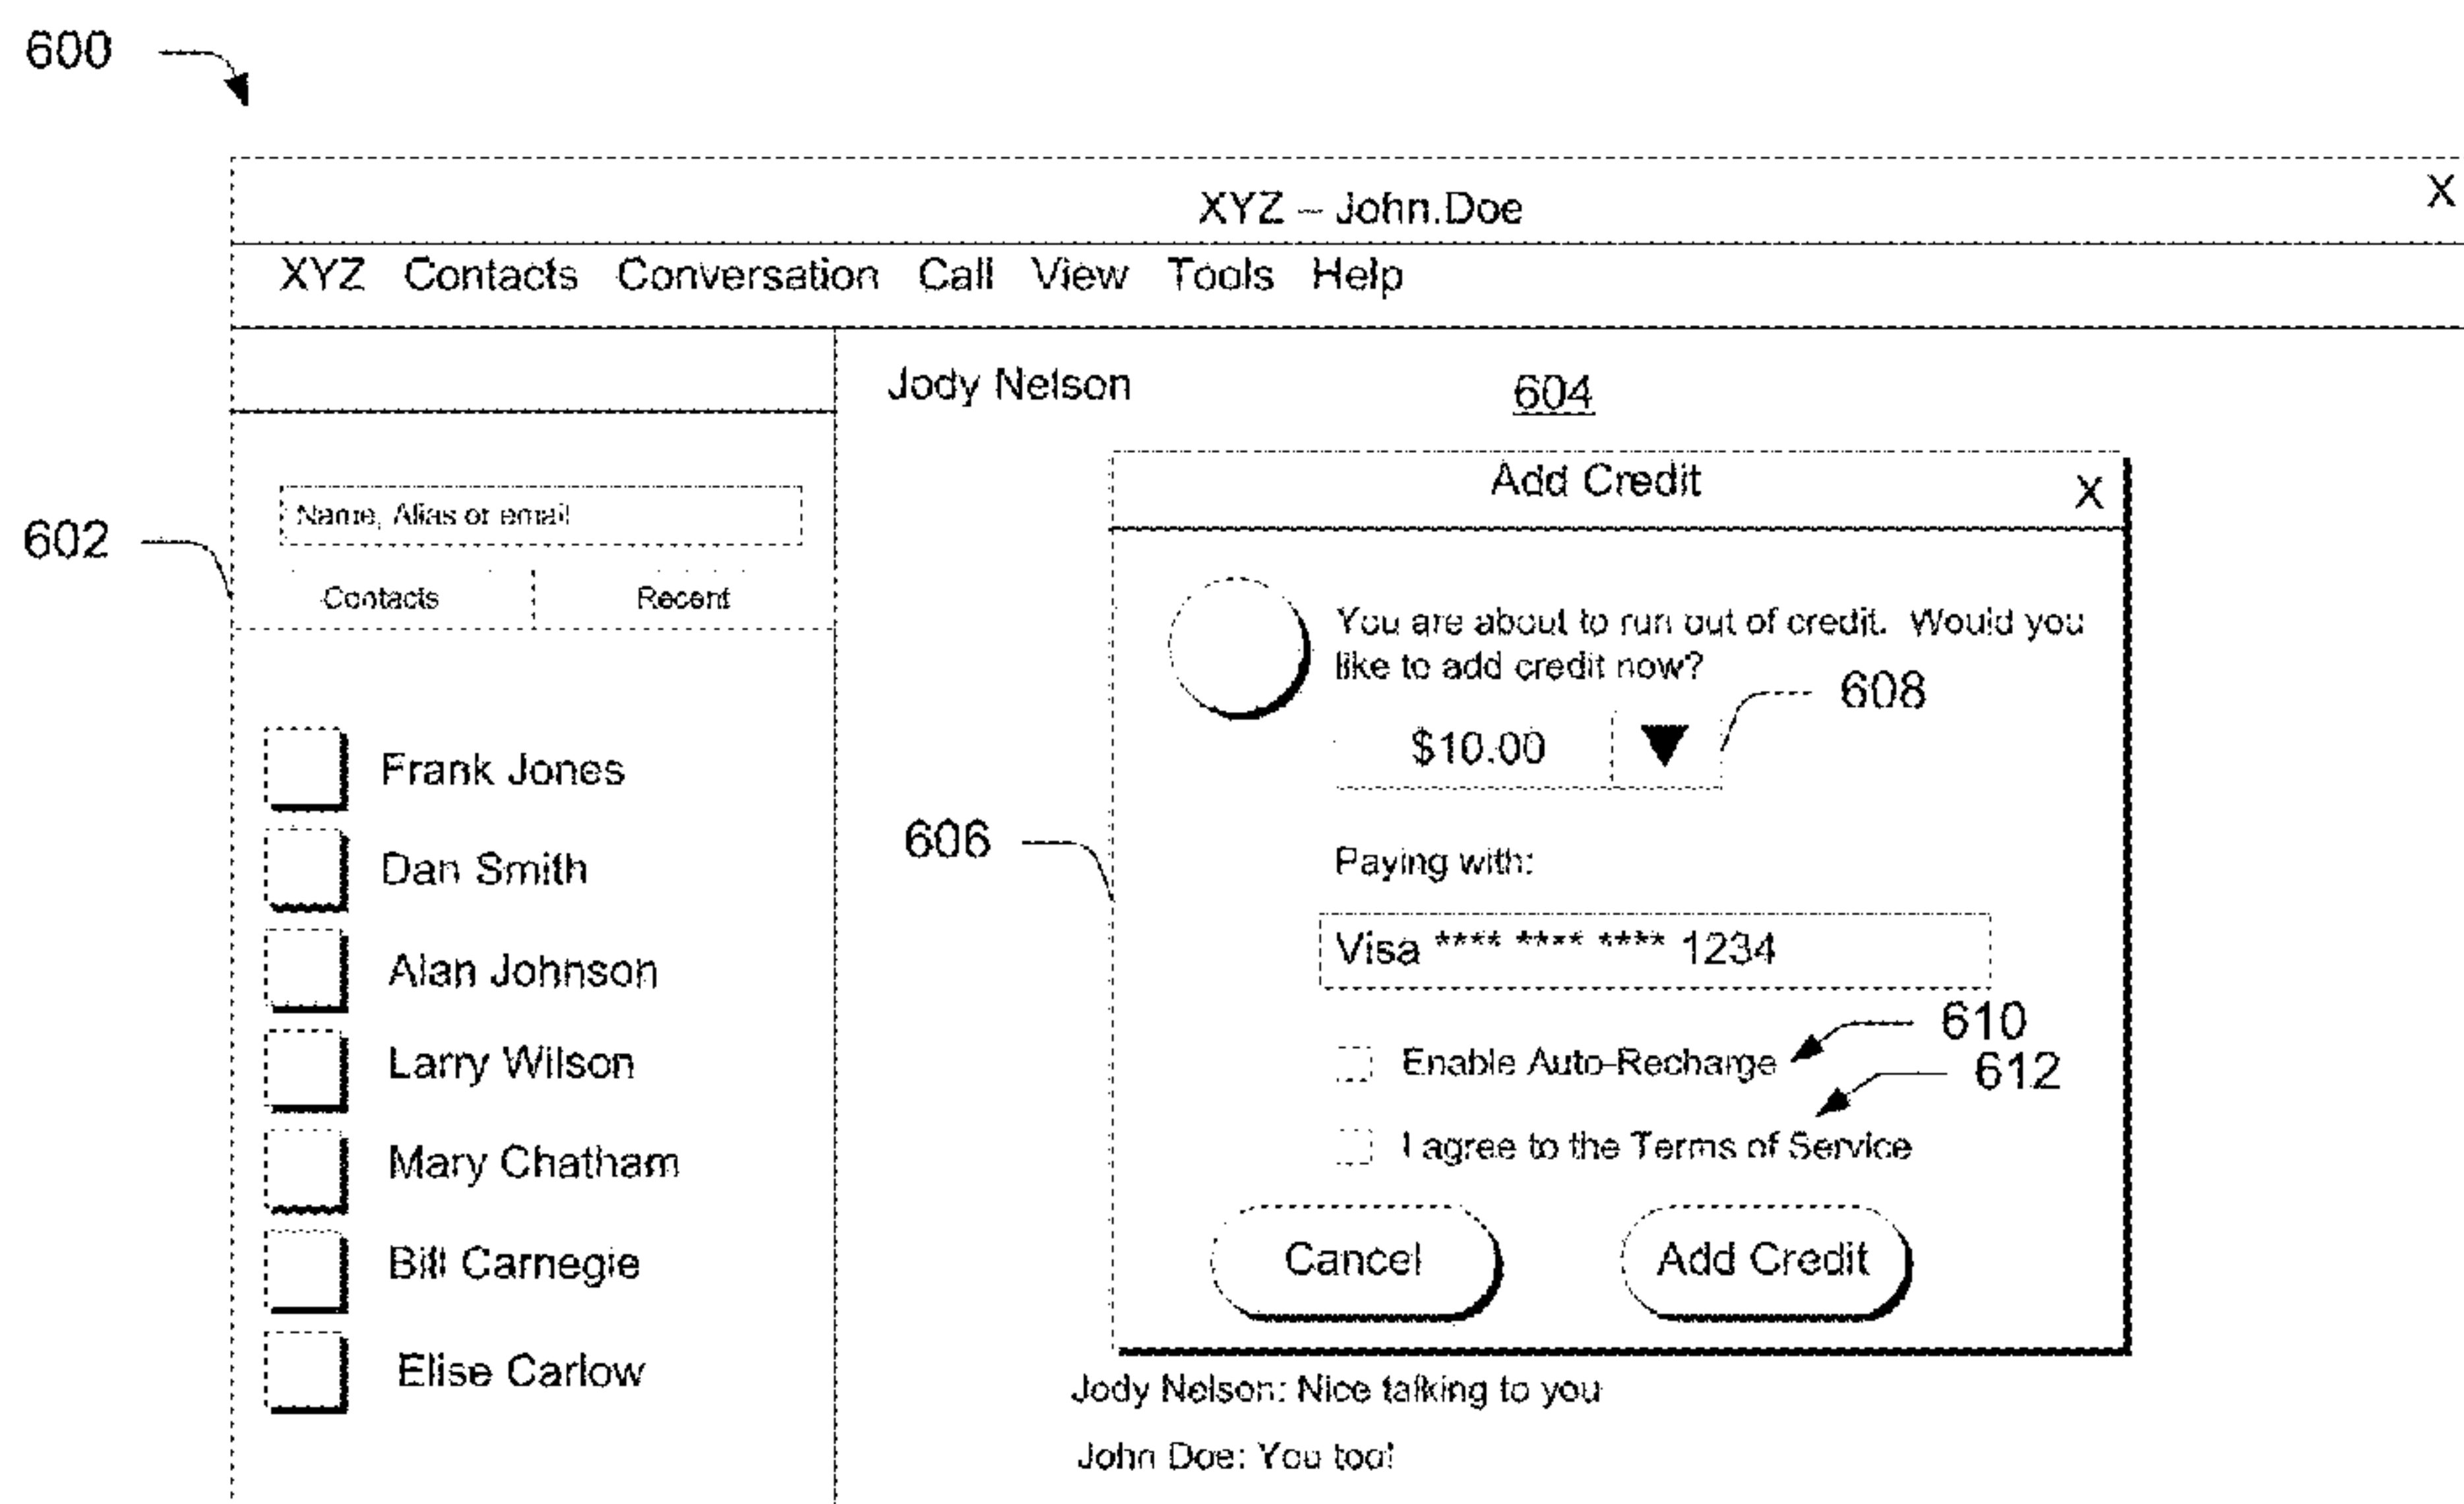 600
XYZ – John.Doe X
XYZ Contacts Conversation Call View Tools Help
Jody Nelson 604
Add Credit X
Name, Alias or email
602
Contacts Recent
You are about to run out of credit. Would you
like to add credit now?
608
$10.00
Frank Jones
606
Paying with:
Dan Smith
Visa **** **** **** 1234
Alan Johnson
610
Enable Auto-Recharge
Larry Wilson
612
I agree to the Terms of Service
Mary Chatham
Cancel Add Credit
Bill Carnegie
Elise Carlow
Jody Nelson: Nice talking to you
John Doe: You too!